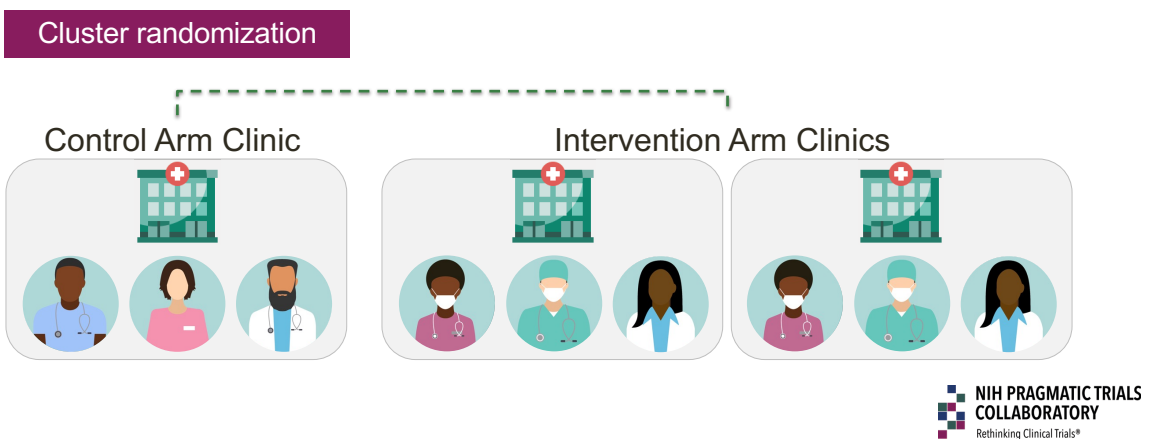 Cluster randomization
Control Arm Clinic
Intervention Arm Clinics
NIH PRAGMATIC TRIALS
COLLABORATORY
Rethinking Clinical Trials®